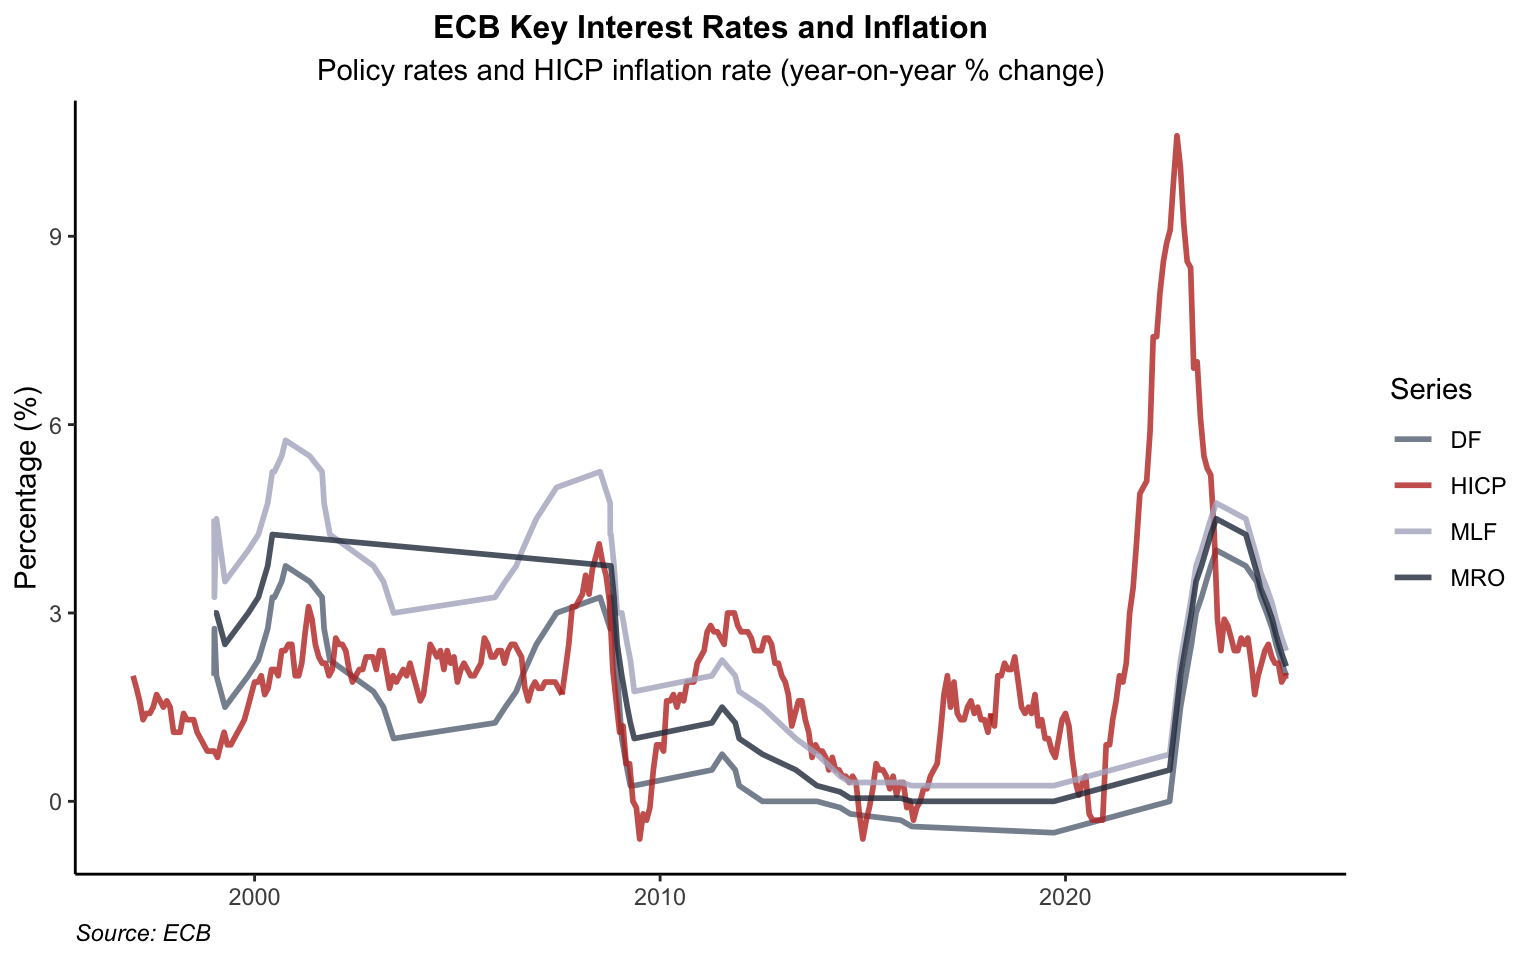 ECB Key Interest Rates and Inflation
Policy rates and HICP inflation rate (year-on-year % change)
Percentage (%)
9
6
3
0
2000
2010
2020
Series
DF
HICP
MLF
MRO
Source: ECB